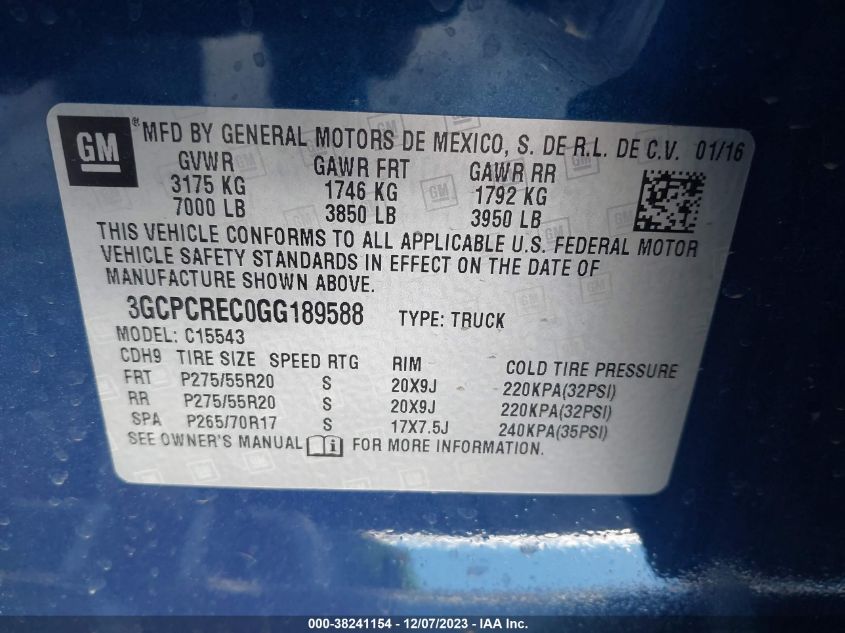 GM ® MFD BY GENERAL MOTORS DE MEXICO, S. DE R.L. DE C.V. 01/16
GVWR GAWR FRT GAWR RR
3175 KG 1746 KG 1792 KG
7000 LB 3850 LB 3950 LB
THIS VEHICLE CONFORMS TO ALL APPLICABLE U.S. FEDERAL MOTOR
VEHICLE SAFETY STANDARDS IN EFFECT ON THE DATE OF
MANUFACTURE SHOWN ABOVE.
3GCPCREC0GG189588 TYPE: TRUCK
MODEL: C15543
CDH9 TIRE SIZE SPEED RTG RIM COLD TIRE PRESSURE
FRT P275/55R20 S 20X9J 220KPA(32PSI)
RR P275/55R20 S 20X9J 220KPA(32PSI)
SPA P265/70R17 S 17X7.5J 240KPA(35PSI)
SEE OWNER'S MANUAL i FOR MORE INFORMATION.
000-38241154 - 12/07/2023 - IAA Inc.